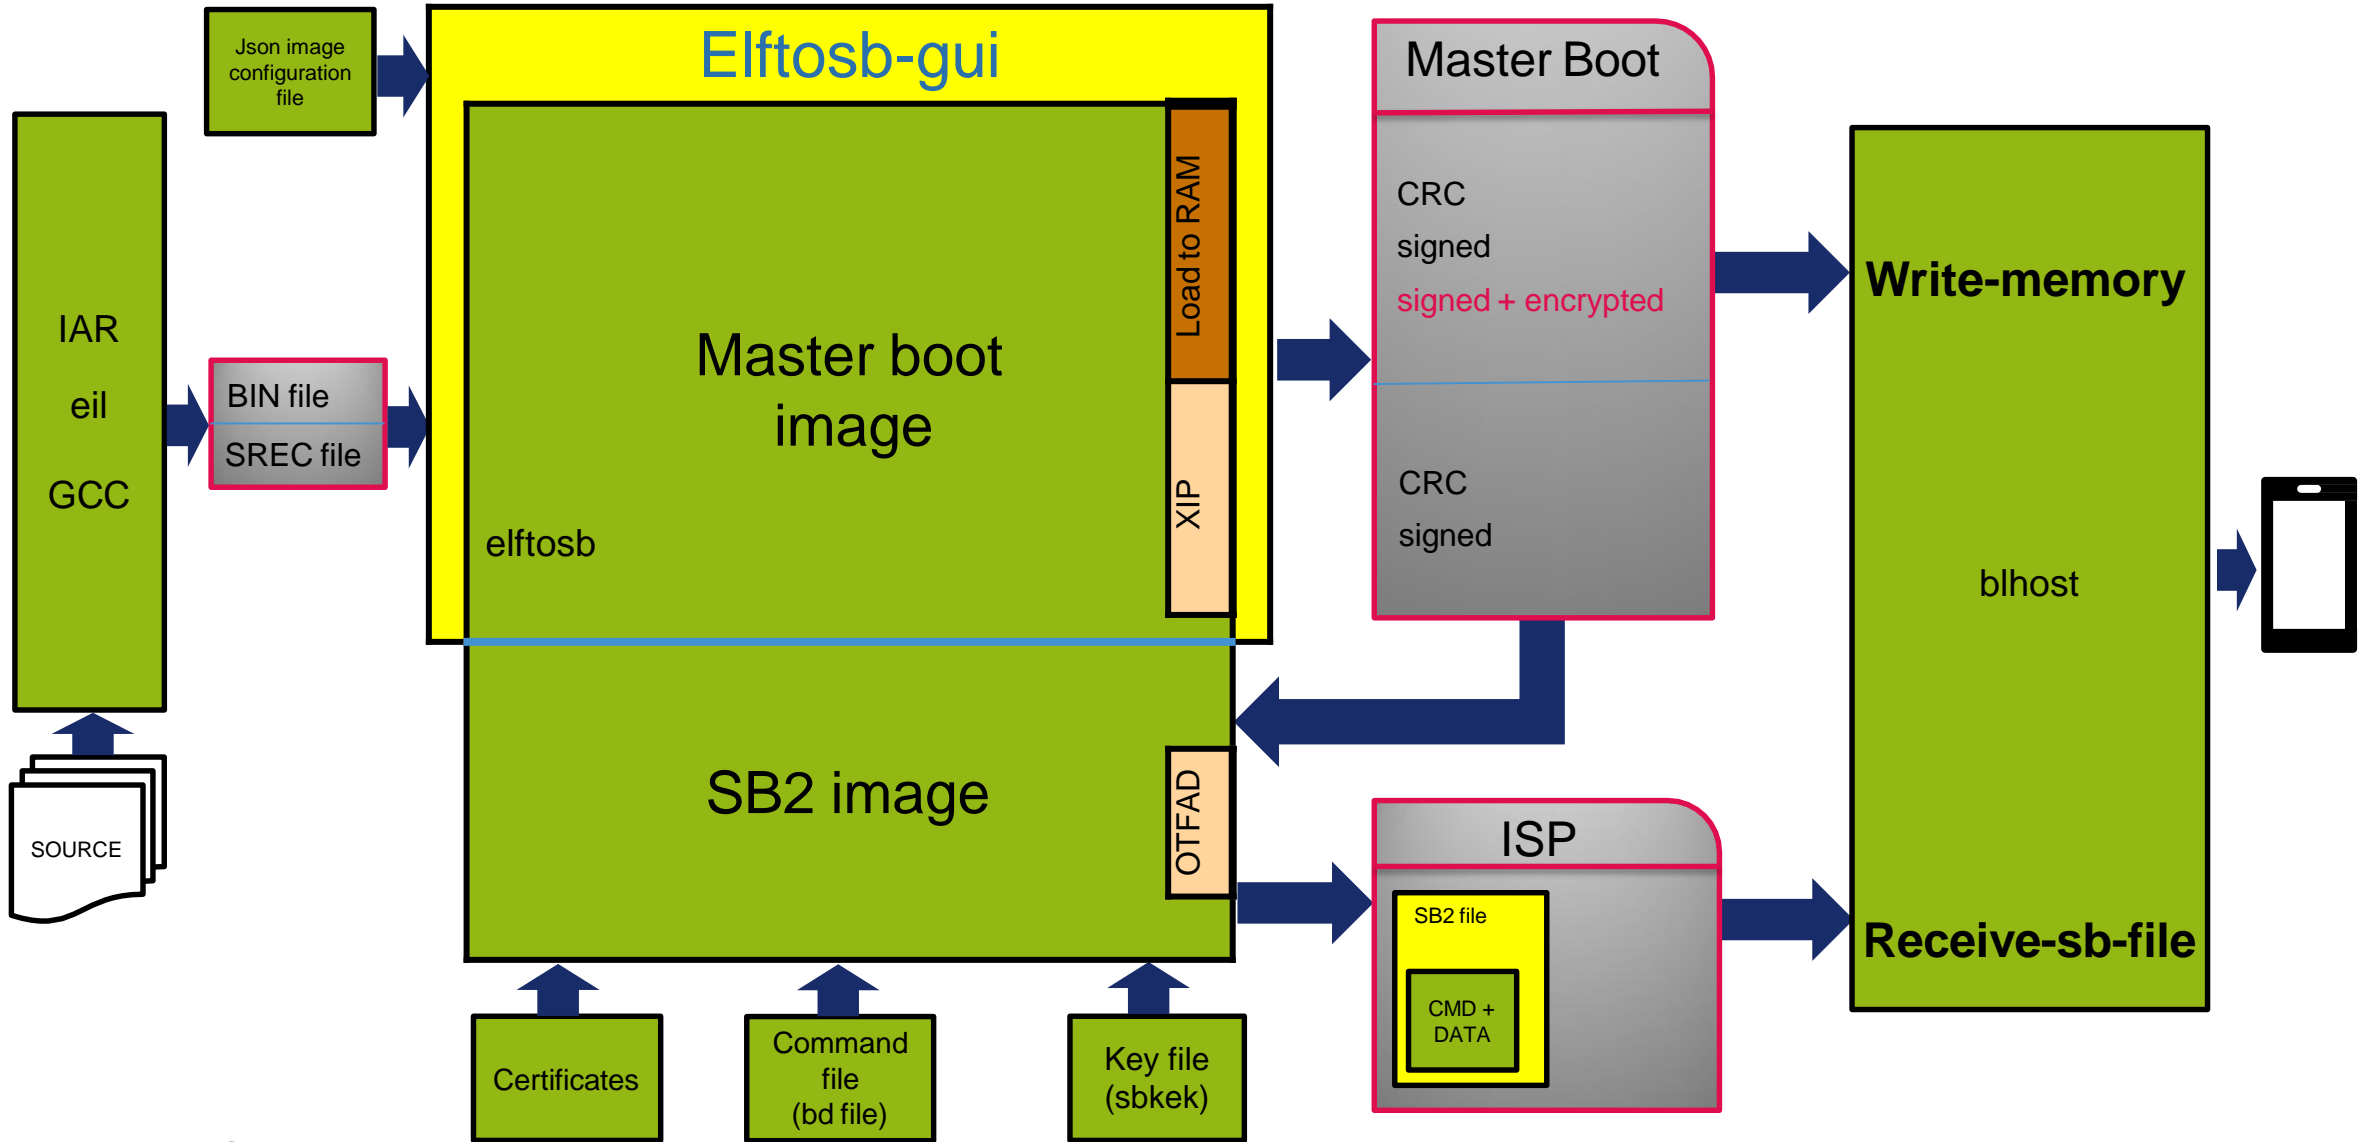 Json image
configuration
file
Elftosb-gui
IAR
eil
GCC
SOURCE
BIN file
SREC file
Master boot
image
elftosb
Load to RAM
XIP
SB2 image
OTFAD
Certificates
Command
file
(bd file)
Key file
(sbkek)
Master Boot
CRC
signed
signed + encrypted
CRC
signed
ISP
SB2 file
CMD +
DATA
Write-memory
blhost
Receive-sb-file